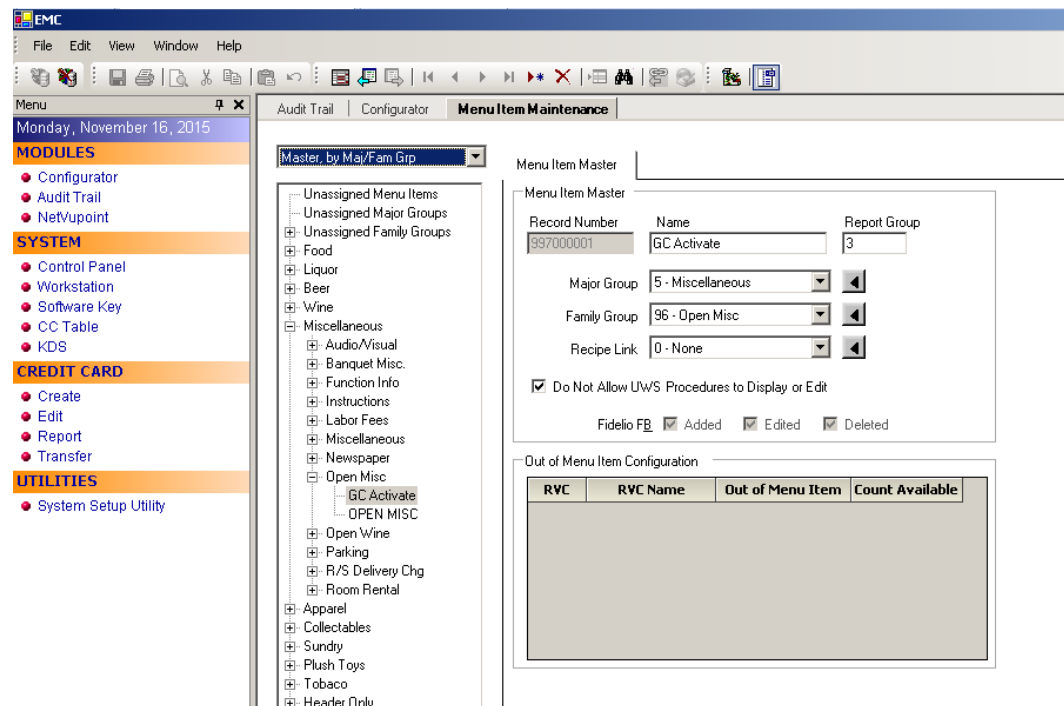 EMC
File Edit View Window Help
Menu
Monday, November 16, 2015
MODULES
Configurator
Audit Trail
NetVupoint
SYSTEM
Control Panel
Workstation
Software Key
CC Table
KDS
CREDIT CARD
Create
Edit
Report
Transfer
UTILITIES
System Setup Utility
Audit Trail Configurator Menu Item Maintenance
Master, by Maj/Fam Grp
Unassigned Menu Items
Unassigned Major Groups
Unassigned Family Groups
Food
Liquor
Beer
Wine
Miscellaneous
Audio/Visual
Banquet Misc.
Function Info
Instructions
Labor Fees
Miscellaneous
Newspaper
Open Misc
GC Activate
OPEN MISC
Open Wine
Parking
R/S Delivery Chg
Room Rental
Apparel
Collectables
Sundry
Plush Toys
Tobaco
Header Only
Menu Item Master
Menu Item Master
Record Number Name Report Group
997000001 GC Activate 3
Major Group 5 - Miscellaneous
Family Group 96 - Open Misc
Recipe Link 0 - None
Do Not Allow UWS Procedures to Display or Edit
Fidelio FB Added Edited Deleted
Out of Menu Item Configuration
RVC RVC Name Out of Menu Item Count Available